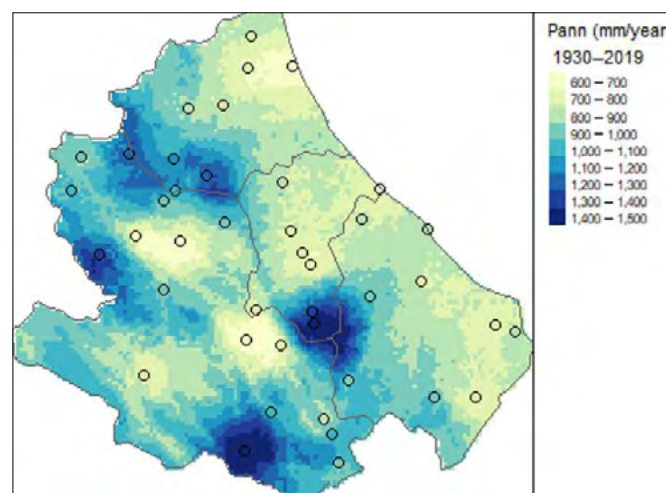 Pann (mm/year
1930–2019
600 – 700
700 – 800
800 – 900
900 – 1,000
1,000 – 1,100
1,100 – 1,200
1,200 – 1,300
1,300 – 1,400
1,400 – 1,500